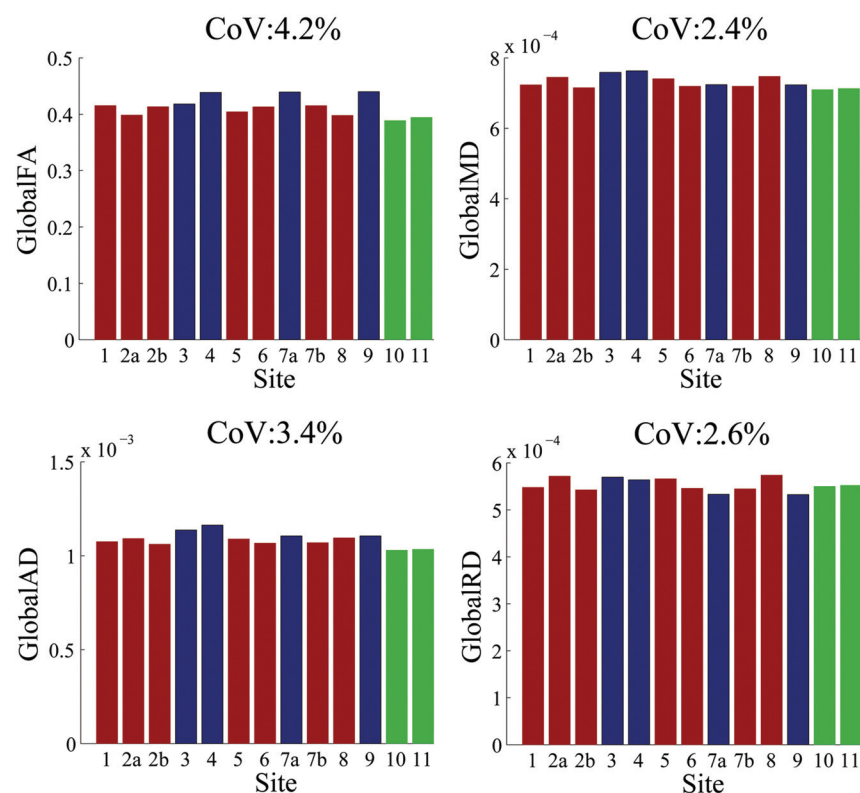 CoV:4.2%
0.5
0.4
0.3
0.2
0.1
0
GlobalFA
1 2a 2b 3 4 5 6 7a 7b 8 9 10 11
Site
CoV:2.4%
x 10 −4
8
6
4
2
0
GlobalMD
1 2a 2b 3 4 5 6 7a 7b 8 9 10 11
Site
CoV:3.4%
x 10 −3
1.5
1
0.5
0
GlobalAD
1 2a 2b 3 4 5 6 7a 7b 8 9 10 11
Site
CoV:2.6%
x 10 −4
6
5
4
3
2
1
0
GlobalRD
1 2a 2b 3 4 5 6 7a 7b 8 9 10 11
Site